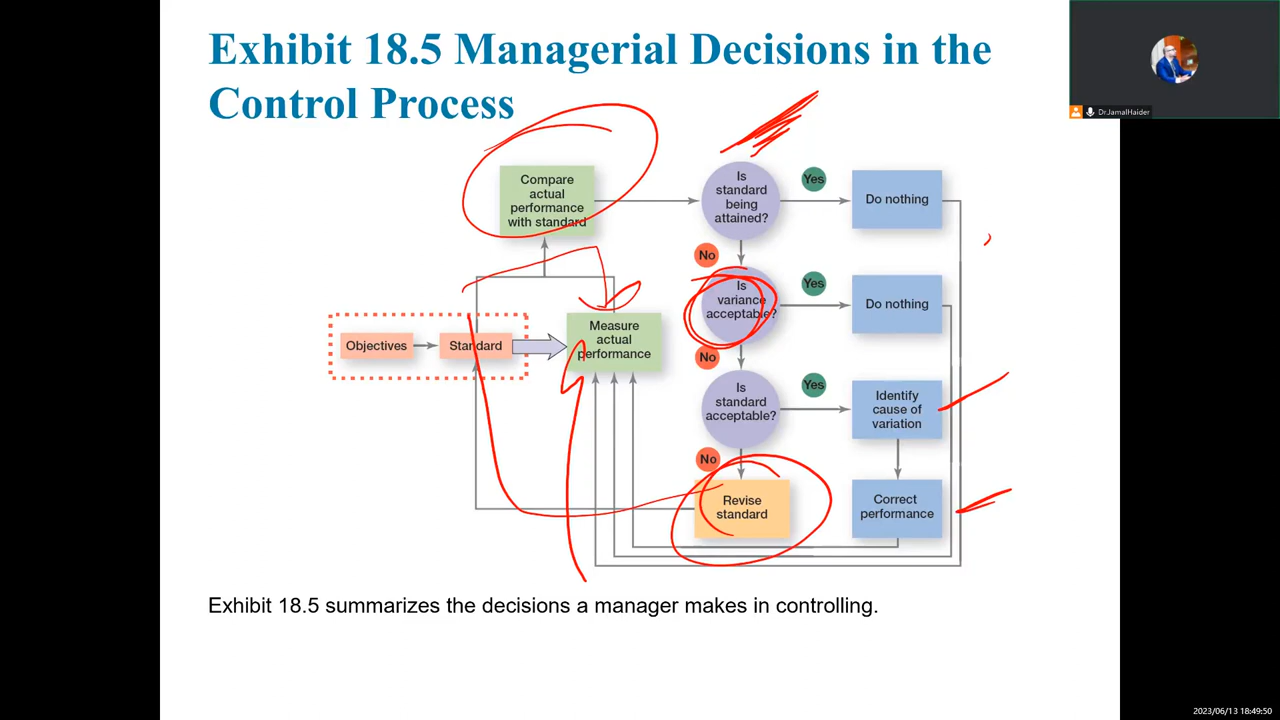 Exhibit 18.5 Managerial Decisions in the
Control Process
Dr.JamalHaider
Compare
actual
performance
with standard
Is
standard
being
attained?
Yes
Do nothing
No
Is
variance
acceptable?
Yes
Do nothing
Objectives
Standard
Measure
actual
performance
No
Is
standard
acceptable?
Yes
Identify
cause of
variation
No
Revise
standard
Correct
performance
Exhibit 18.5 summarizes the decisions a manager makes in controlling.
2023/06/13 18:49:50